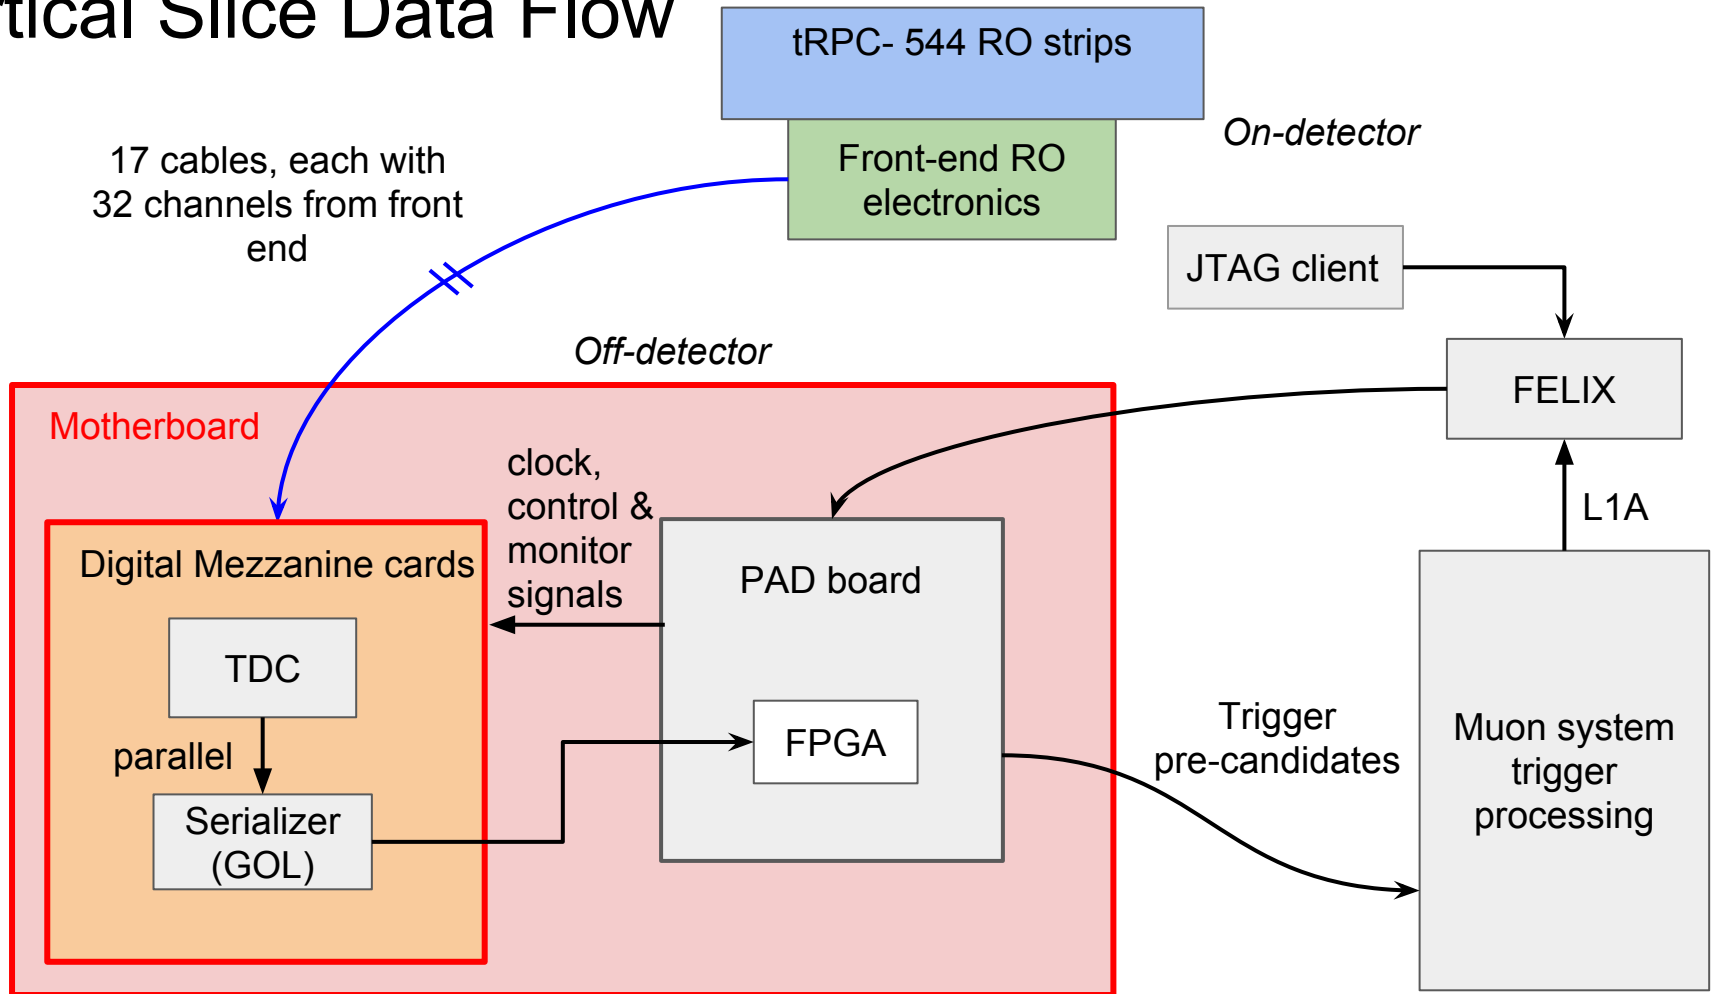 rtical Slice Data Flow
tRPC- 544 RO strips
On-detector
Front-end RO
electronics
17 cables, each with
32 channels from front
end
JTAG client
Off-detector
FELIX
Motherboard
clock,
control &
monitor
signals
L1A
Digital Mezzanine cards
PAD board
TDC
parallel
Serializer
(GOL)
FPGA
Trigger
pre-candidates
Muon system
trigger
processing